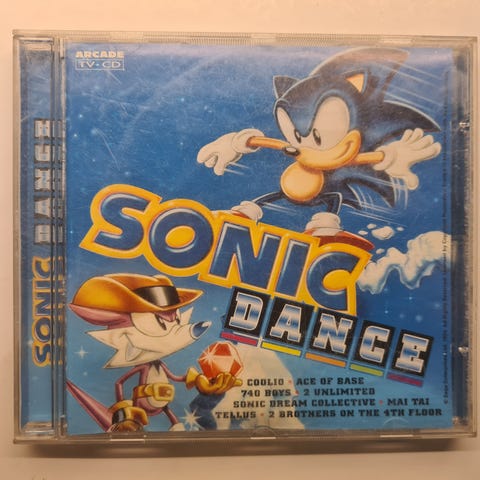 ARCADE
TV·CD
SONIC
DANCE
COOLIO · ACE OF BASE
740 BOYS · 2 UNLIMITED
SONIC DREAM COLLECTIVE · MAI TAI
TELLUS · 2 BROTHERS ON THE 4TH FLOOR
SONIC DANCE